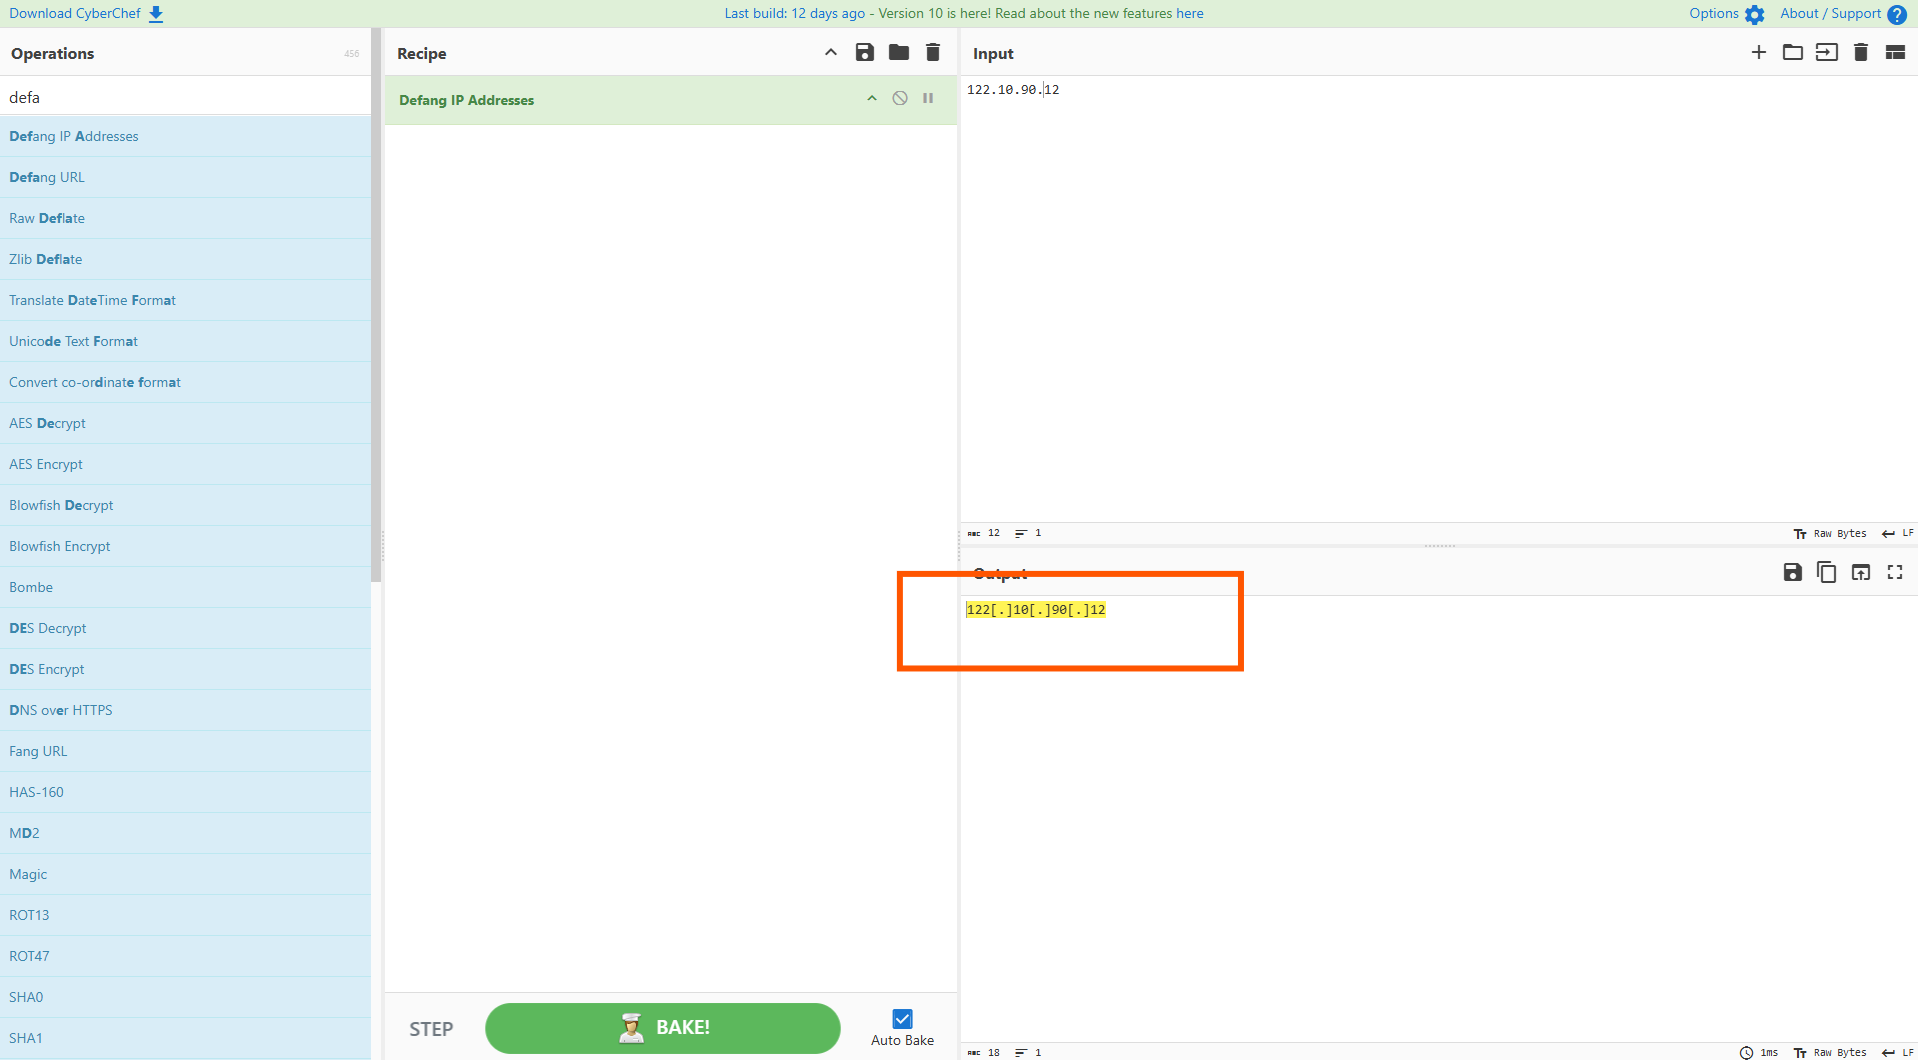 Download CyberChef
Last build: 12 days ago - Version 10 is here! Read about the new features here
Options
About / Support
Operations
456
defa
Defang IP Addresses
Defang URL
Raw Deflate
Zlib Deflate
Translate DateTime Format
Unicode Text Format
Convert co-ordinate format
AES Decrypt
AES Encrypt
Blowfish Decrypt
Blowfish Encrypt
Bombe
DES Decrypt
DES Encrypt
DNS over HTTPS
Fang URL
HAS-160
MD2
Magic
ROT13
ROT47
SHA0
SHA1
Recipe
Defang IP Addresses
STEP
BAKE!
Auto Bake
Input
122.10.90.12
ABC 12 1
Raw Bytes LF
Output
122[.]10[.]90[.]12
ABC 18 1
1ms Raw Bytes LF